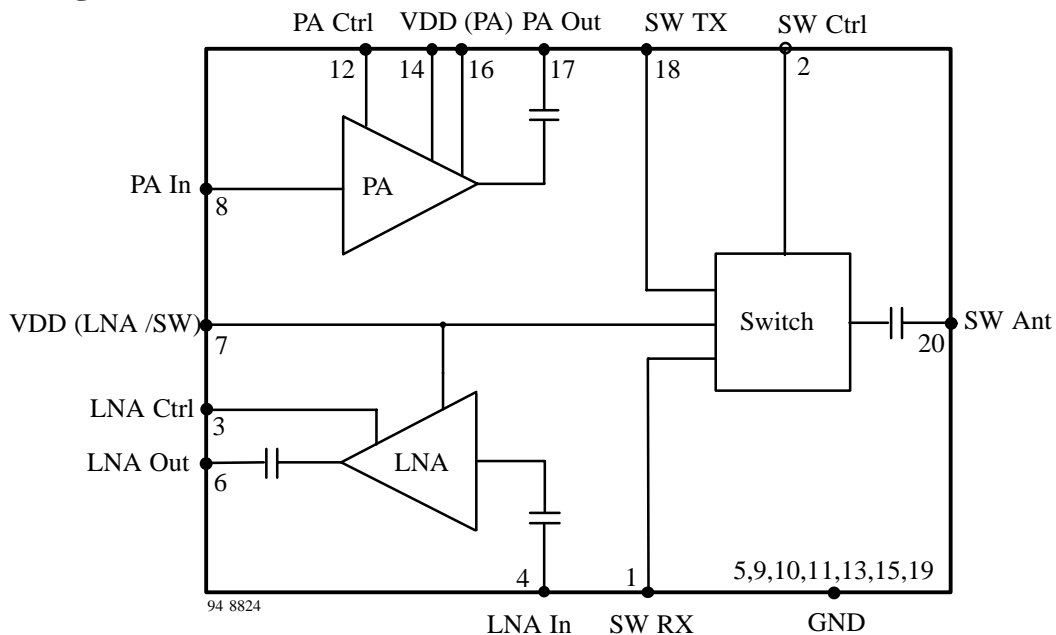 PA Ctrl VDD (PA) PA Out SW TX SW Ctrl
12 14 16 17 18 2
PA In
8
PA
VDD (LNA /SW)
7
Switch
SW Ant
20
LNA Ctrl
3
LNA Out
6
LNA
4 1 5,9,10,11,13,15,19
94 8824
LNA In SW RX GND